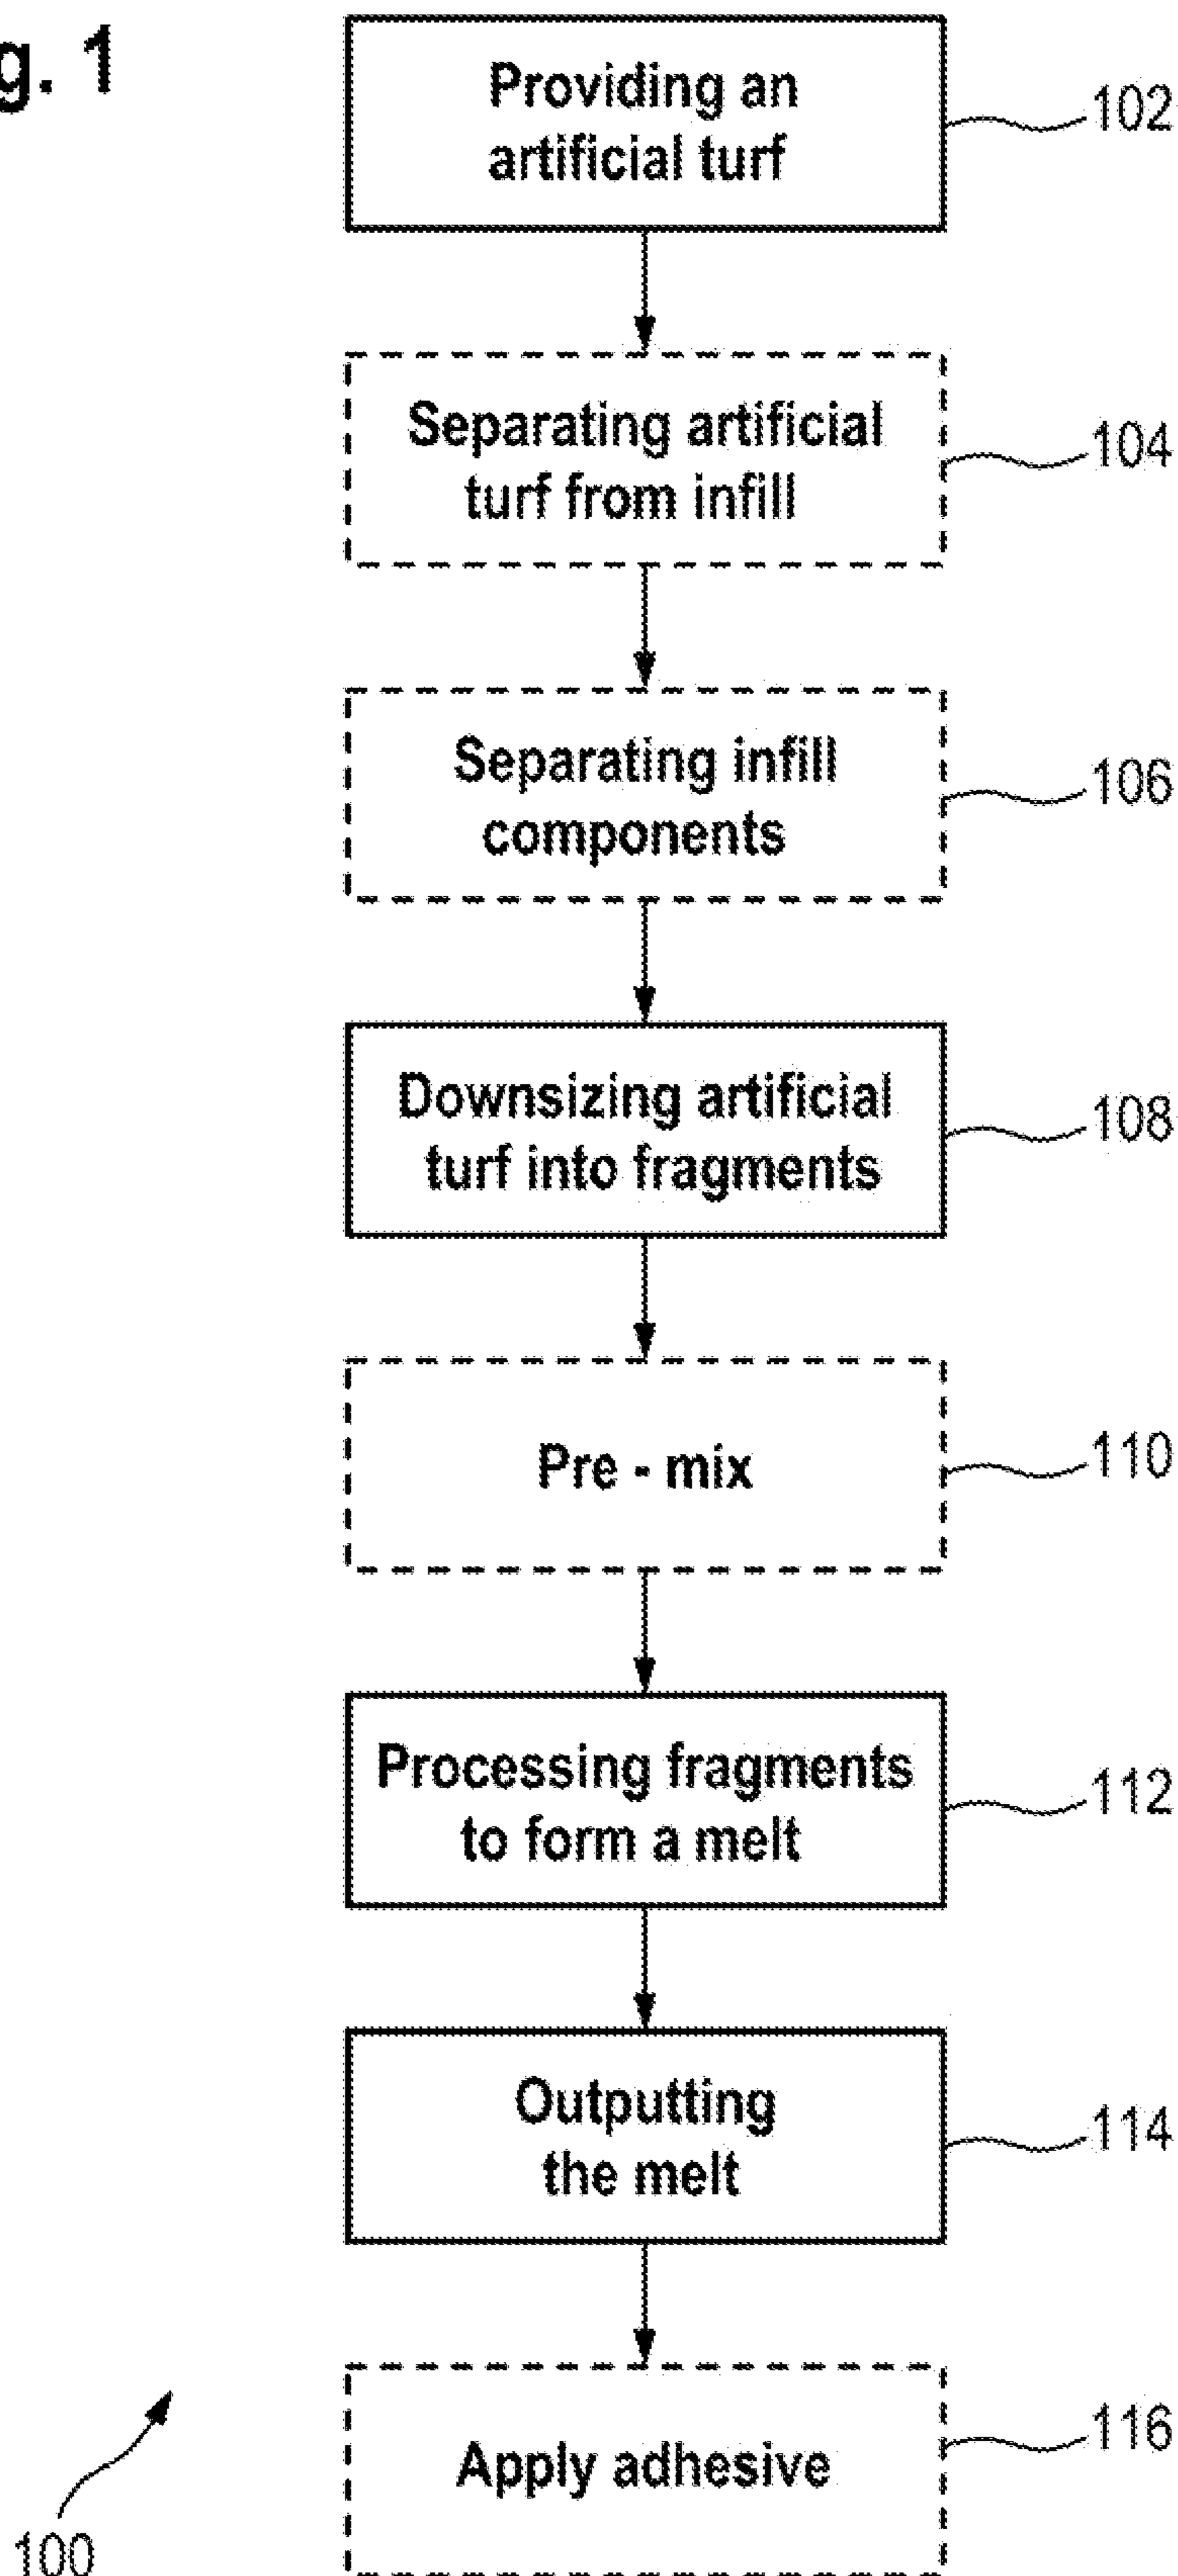 g. 1
Providing an
artificial turf
102
Separating artificial
turf from infill
104
Separating infill
components
106
Downsizing artificial
turf into fragments
108
Pre - mix
110
Processing fragments
to form a melt
112
Outputting
the melt
114
Apply adhesive
116
100